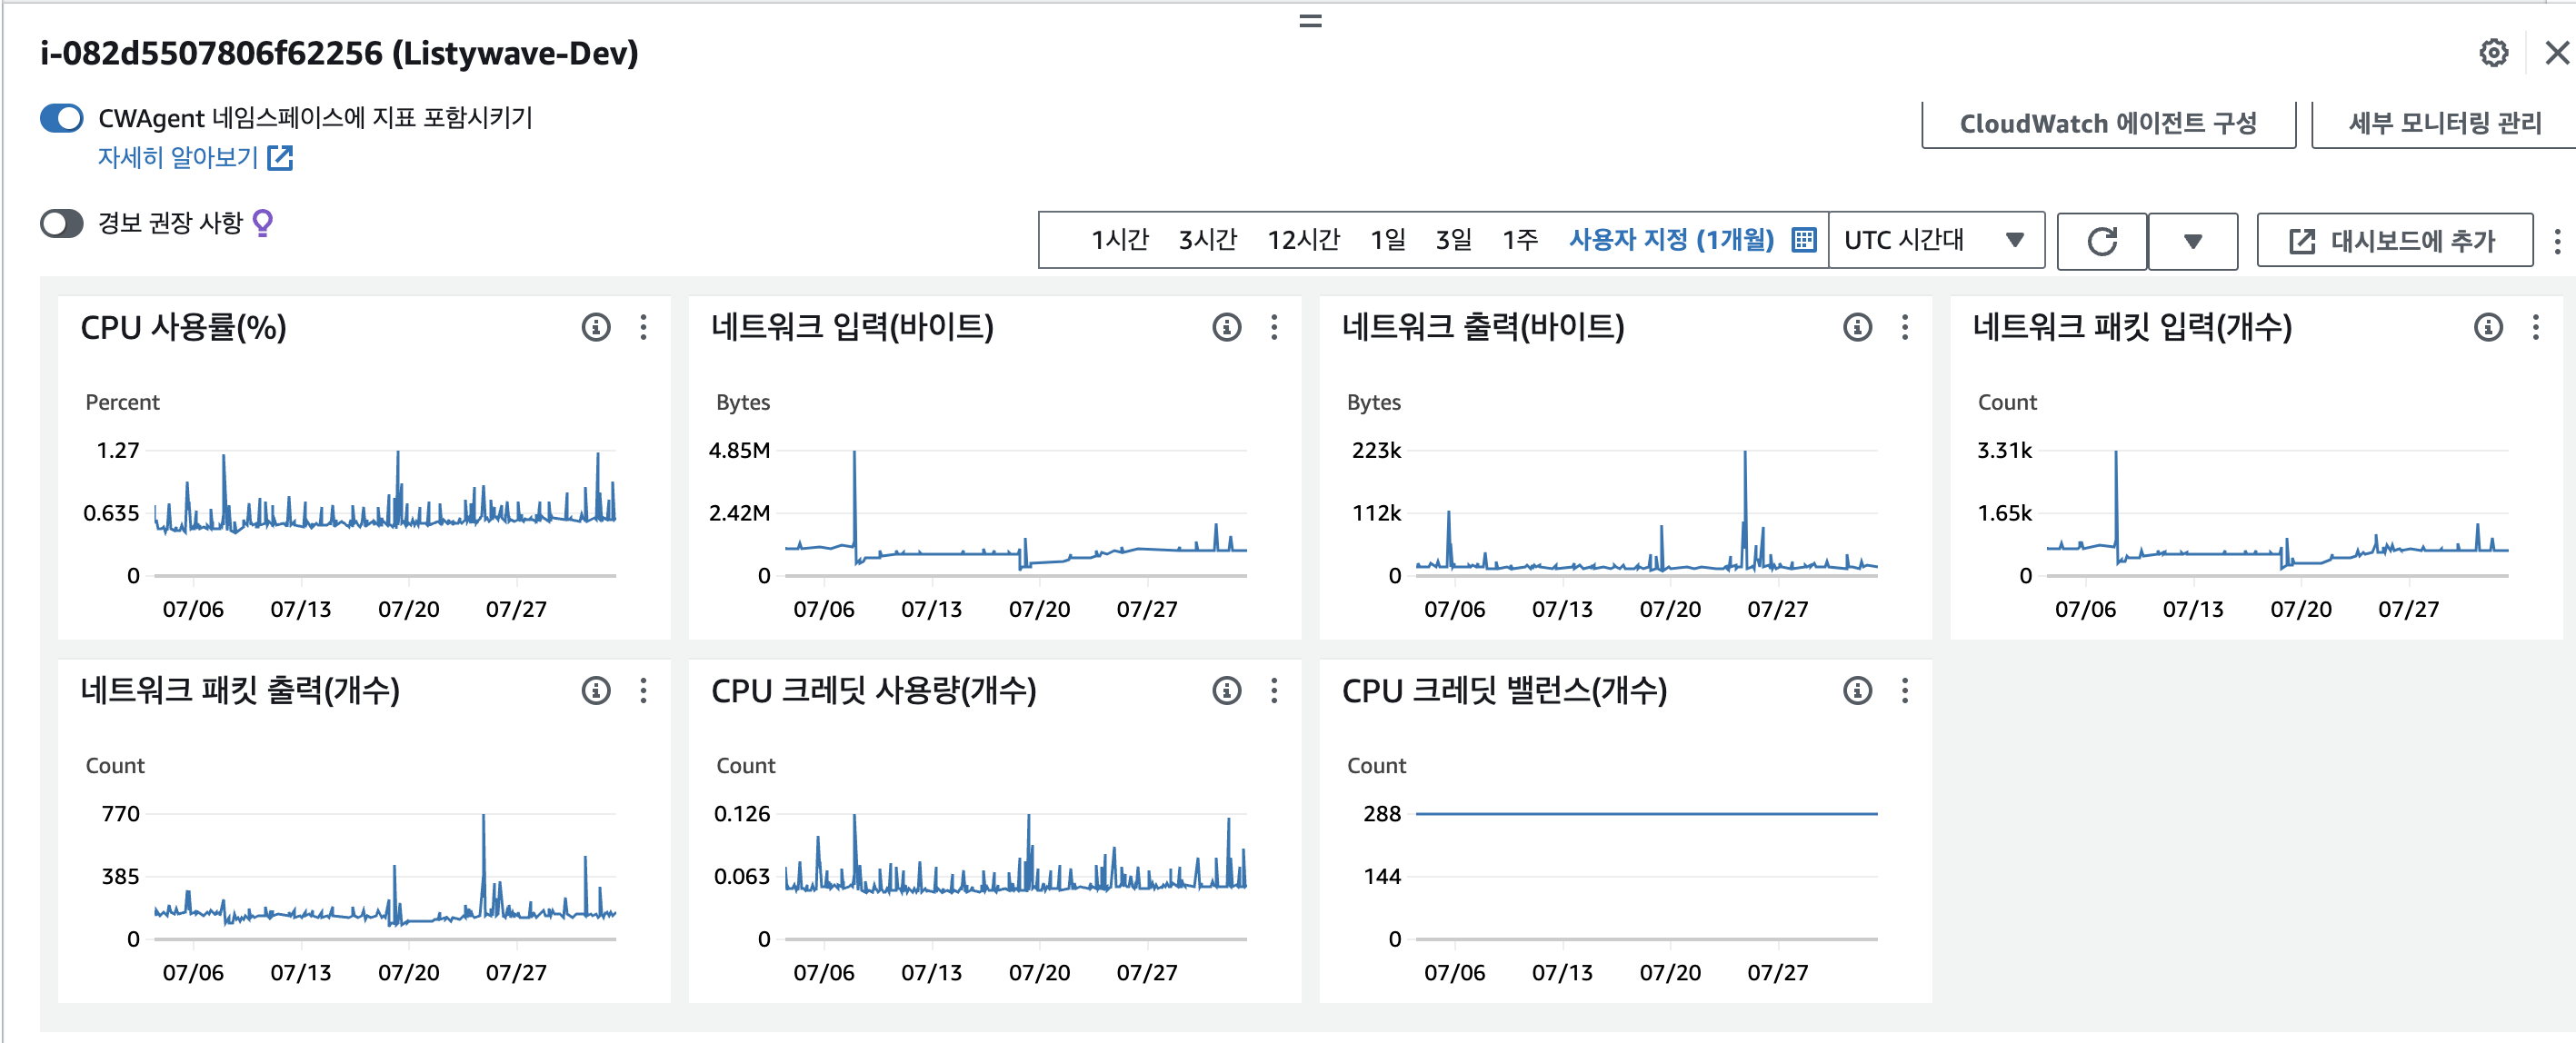 i-082d5507806f62256 (Listywave-Dev)
CWAgent 네임스페이스에 지표 포함시키기
자세히 알아보기
CloudWatch 에이전트 구성
세부 모니터링 관리
경보 권장 사항
1시간 3시간 12시간 1일 3일 1주 사용자 지정 (1개월) UTC 시간대
대시보드에 추가
CPU 사용률(%)
Percent
1.27
0.635
0
07/06 07/13 07/20 07/27
네트워크 입력(바이트)
Bytes
4.85M
2.42M
0
07/06 07/13 07/20 07/27
네트워크 출력(바이트)
Bytes
223k
112k
0
07/06 07/13 07/20 07/27
네트워크 패킷 입력(개수)
Count
3.31k
1.65k
0
07/06 07/13 07/20 07/27
네트워크 패킷 출력(개수)
Count
770
385
0
07/06 07/13 07/20 07/27
CPU 크레딧 사용량(개수)
Count
0.126
0.063
0
07/06 07/13 07/20 07/27
CPU 크레딧 밸런스(개수)
Count
288
144
0
07/06 07/13 07/20 07/27